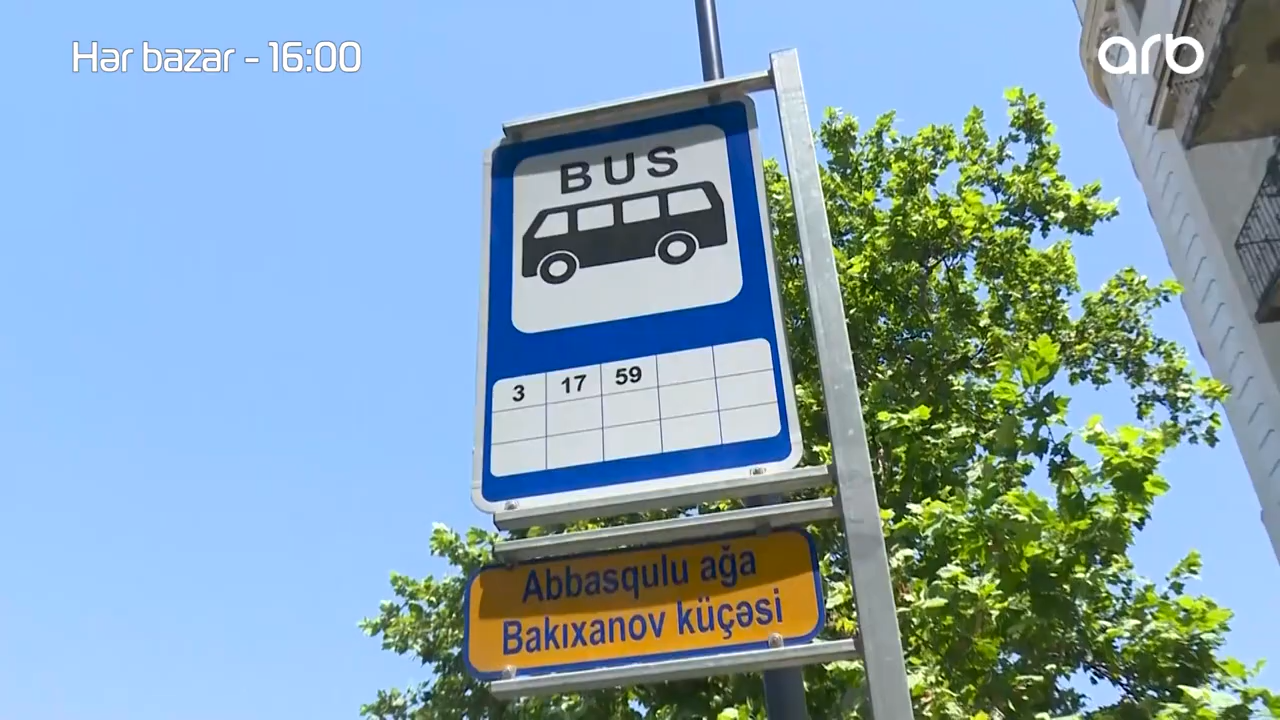 Hər bazar - 16:00
arb
BUS
3 17 59
Abbasqulu ağa
Bakıxanov küçəsi